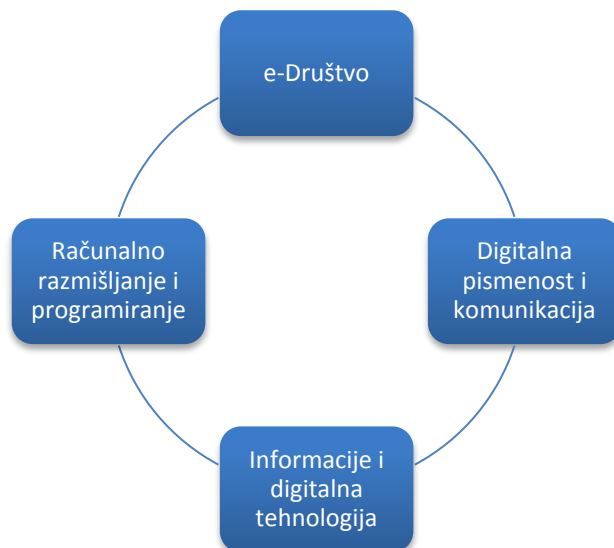 e-Društvo
Računalno
razmišljanje i
programiranje
Digitalna
pismenost i
komunikacija
Informacije i
digitalna
tehnologija